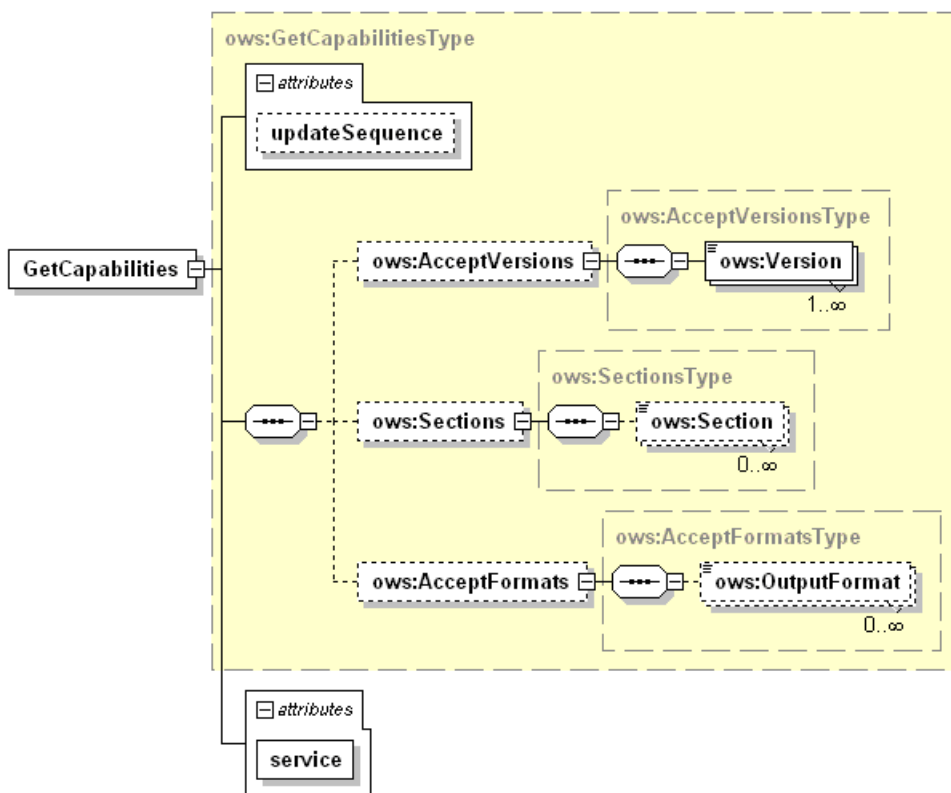 ows:GetCapabilitiesType
attributes
updateSequence
GetCapabilities
ows:AcceptVersionsType
ows:AcceptVersions
ows:Version
1..∞
ows:SectionsType
ows:Sections
ows:Section
0..∞
ows:AcceptFormatsType
ows:AcceptFormats
ows:OutputFormat
0..∞
attributes
service